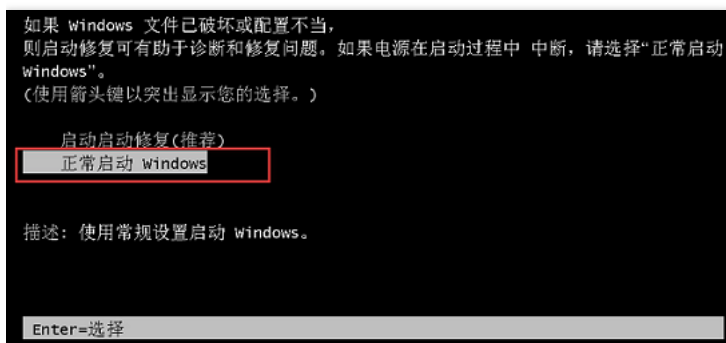 如果 Windows 文件已破坏或配置不当，
则启动修复可有助于诊断和修复问题。如果电源在启动过程中 中断，请选择“正常启动
Windows”。
(使用箭头键以突出显示您的选择。)
启动启动修复(推荐)
正常启动 Windows
描述: 使用常规设置启动 Windows。
Enter=选择